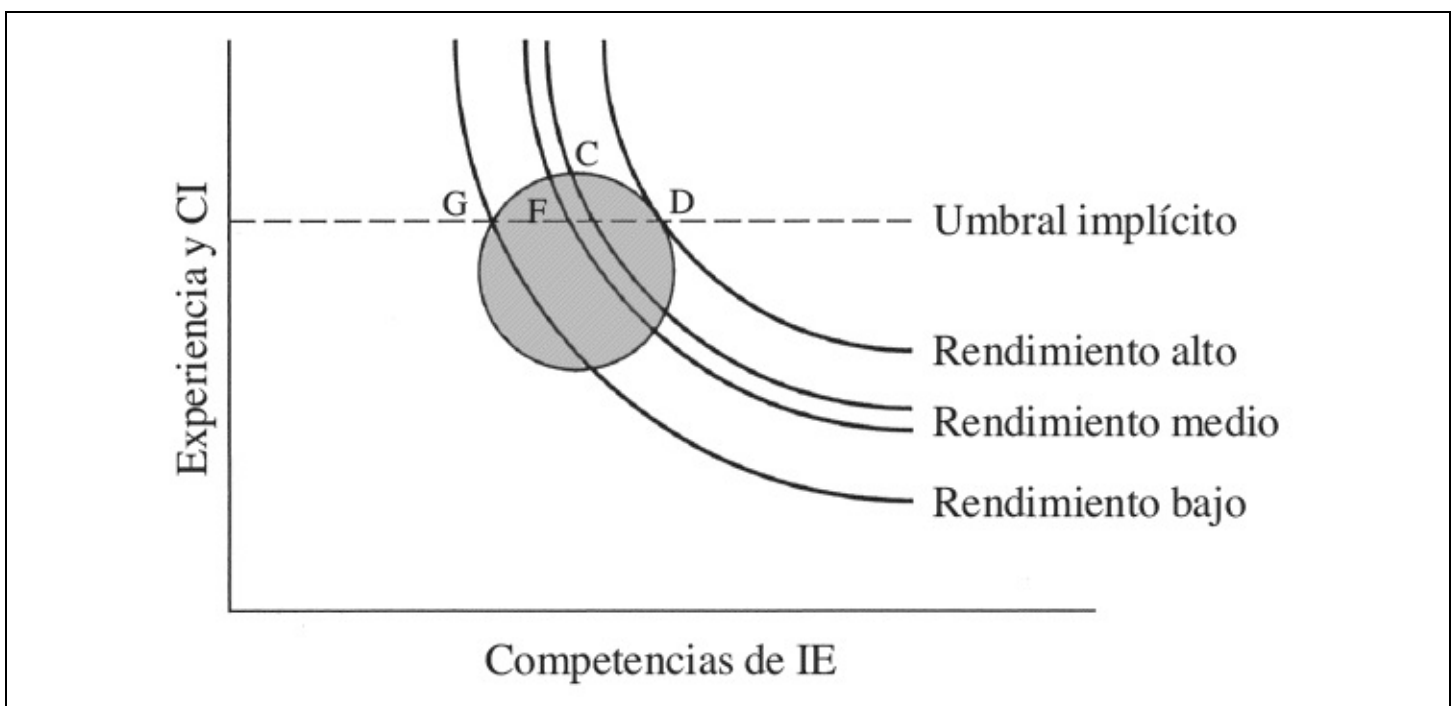 C
G
F
D
Umbral implícito
Experiencia y CI
Rendimiento alto
Rendimiento medio
Rendimiento bajo
Competencias de IE